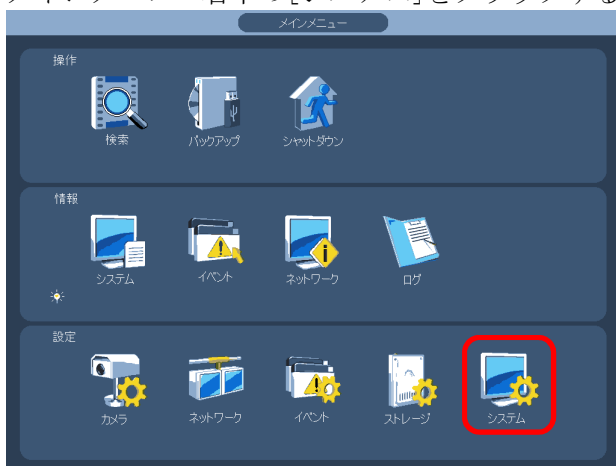 メインメニュー
操作
検索
バックアップ
シャットダウン
情報
システム
イベント
ネットワーク
ログ
設定
カメラ
ネットワーク
イベント
ストレージ
システム